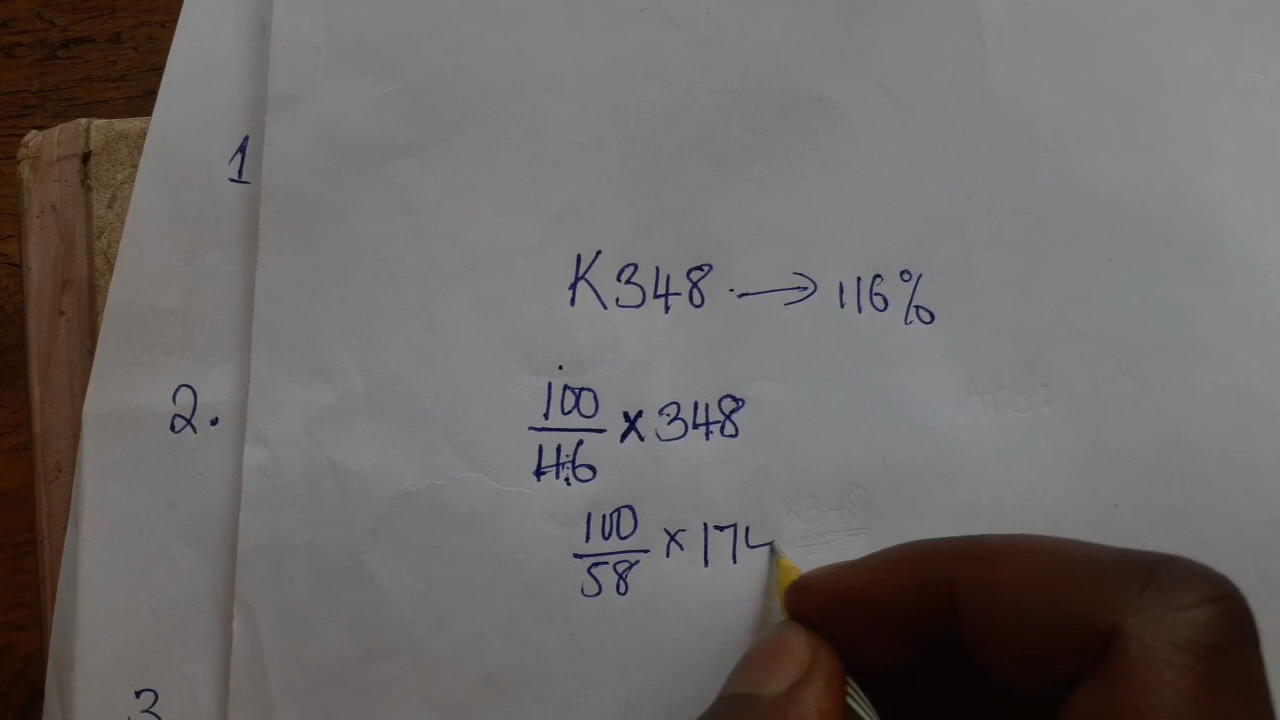 1
K348 → 116%
2. 100/116 × 348
100/58 × 174
3